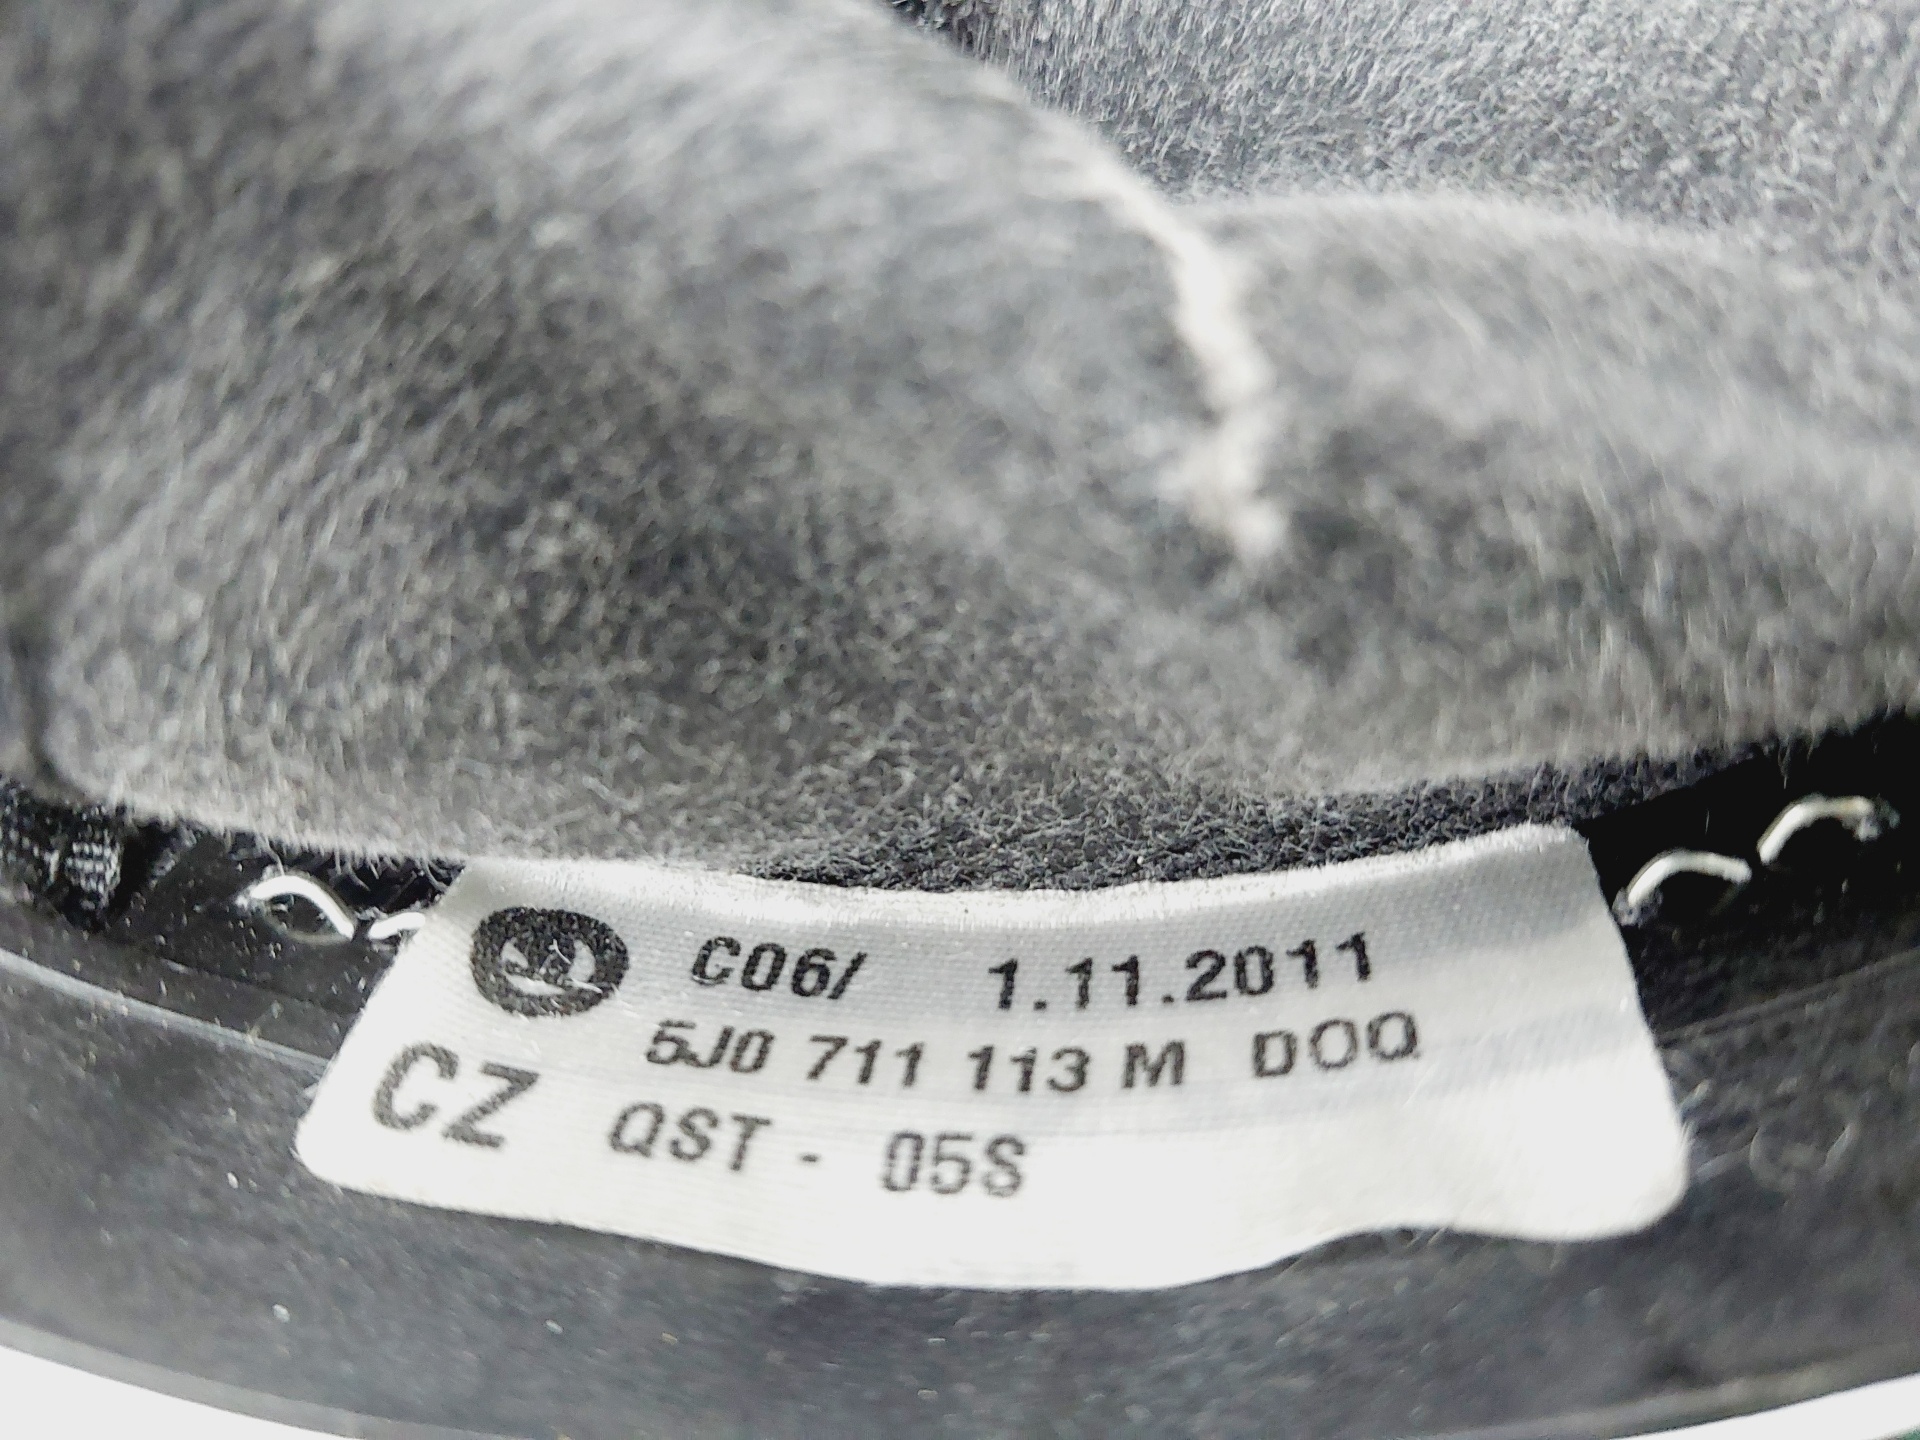 C06/ 1.11.2011
5J0 711 113 M DOQ
CZ QST - 05S